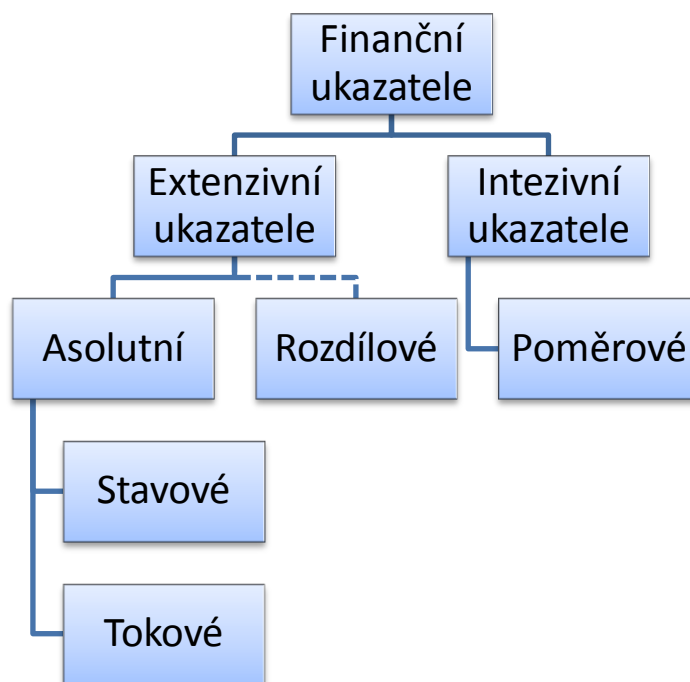 Finanční
ukazatele
Extenzivní
ukazatele
Intezivní
ukazatele
Asolutní
Rozdílové
Poměrové
Stavové
Tokové